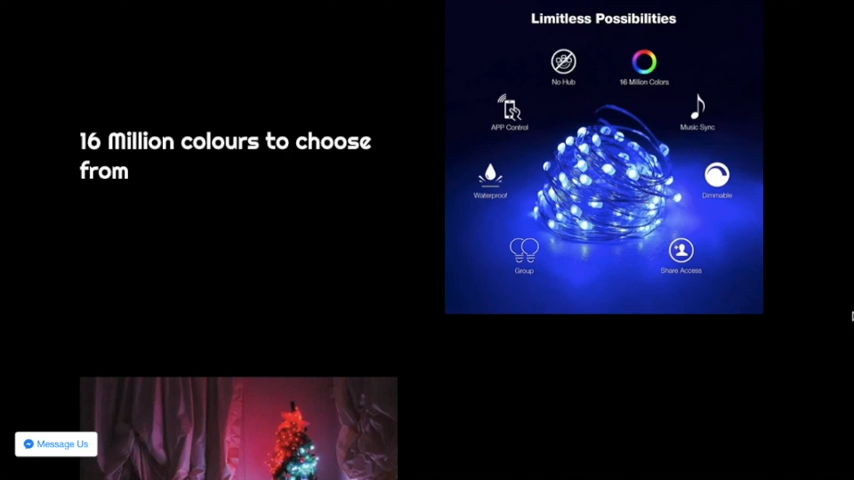 Limitless Possibilities
No Hub
16 Million Colors
APP Control
Music Sync
16 Million colours to choose
from
Waterproof
Dimmable
Group
Share Access
Message Us